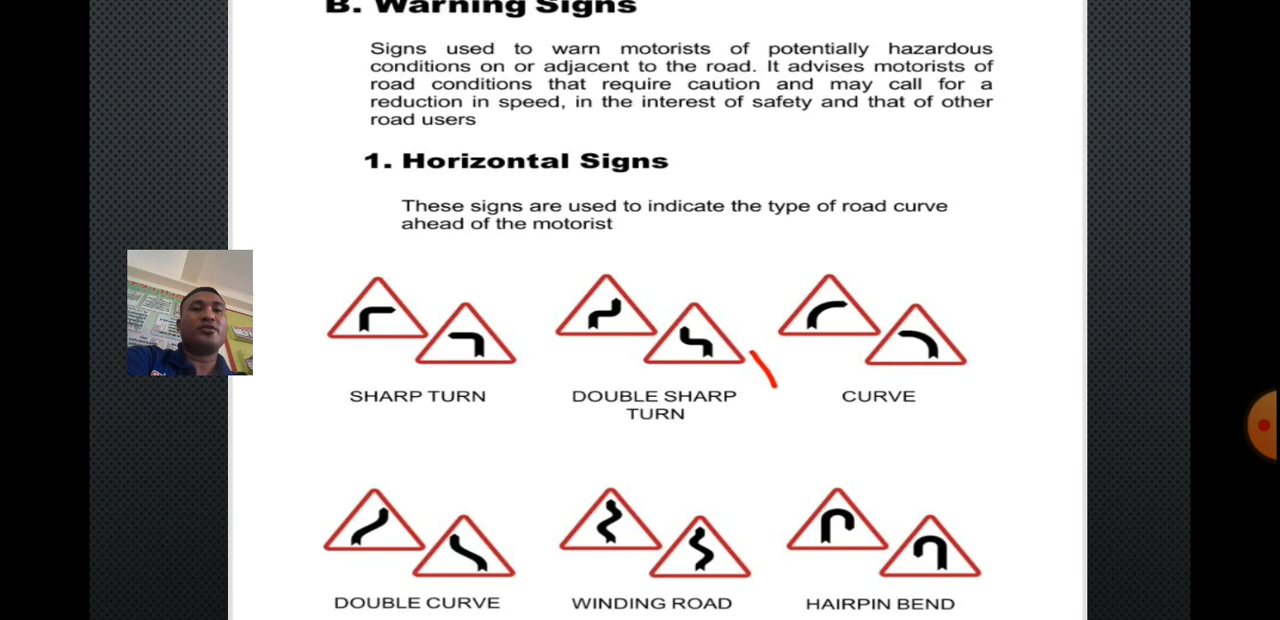 B. Warning Signs
Signs used to warn motorists of potentially hazardous
conditions on or adjacent to the road. It advises motorists of
road conditions that require caution and may call for a
reduction in speed, in the interest of safety and that of other
road users
1. Horizontal Signs
These signs are used to indicate the type of road curve
ahead of the motorist
SHARP TURN
DOUBLE SHARP
TURN
CURVE
DOUBLE CURVE
WINDING ROAD
HAIRPIN BEND